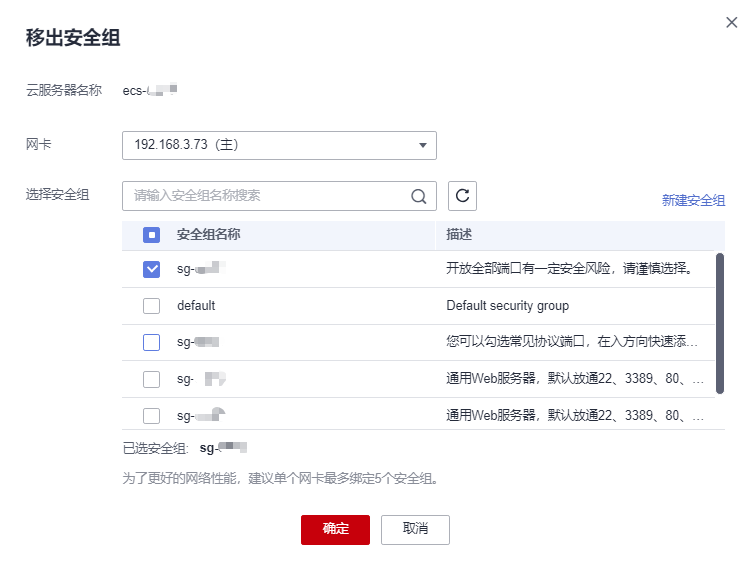 移出安全组
云服务器名称 ecs-
网卡 192.168.3.73（主）
选择安全组 请输入安全组名称搜索
新建安全组
安全组名称 描述
sg- 开放全部端口有一定安全风险，请谨慎选择。
default Default security group
sg- 您可以勾选常见协议端口，在入方向快速添...
sg- 通用Web服务器，默认放通22、3389、80、...
sg- 通用Web服务器，默认放通22、3389、80、...
已选安全组: sg-
为了更好的网络性能，建议单个网卡最多绑定5个安全组。
确定 取消